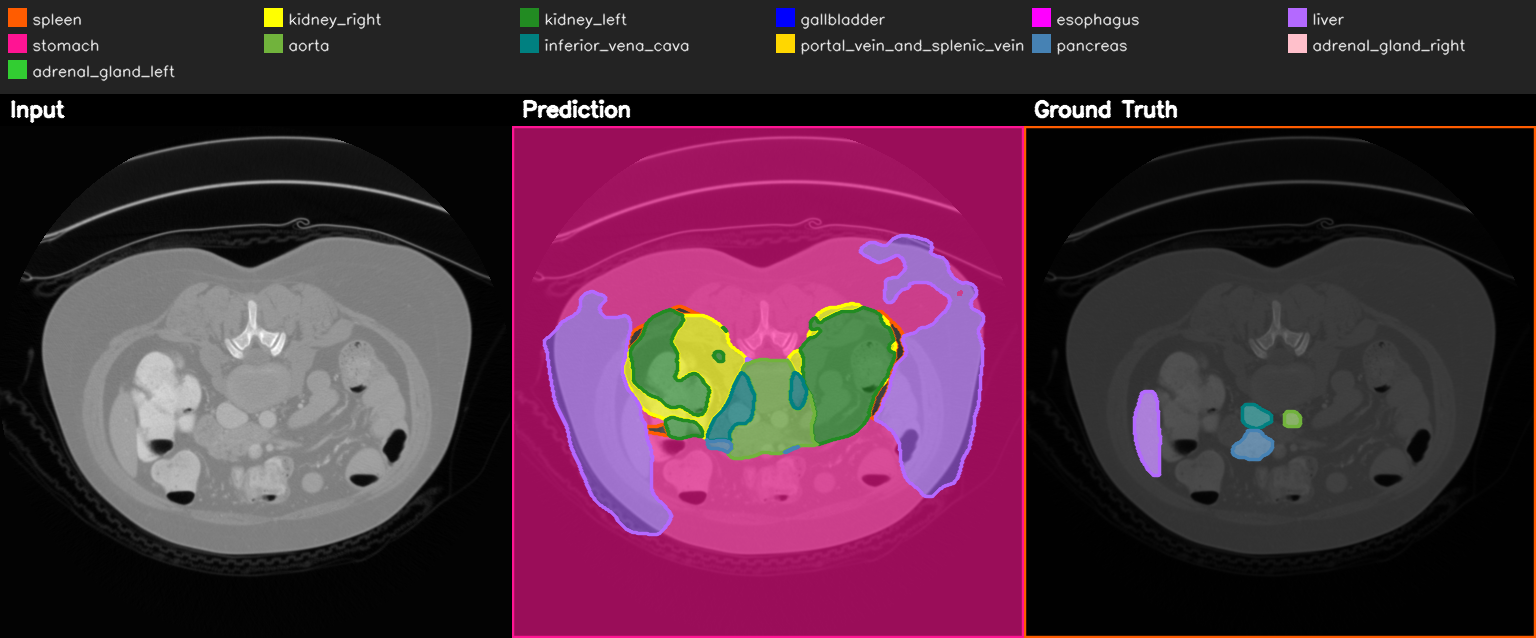 spleen kidney_right kidney_left gallbladder esophagus liver
stomach aorta inferior_vena_cava portal_vein_and_splenic_vein pancreas adrenal_gland_right
adrenal_gland_left
Input Prediction Ground Truth